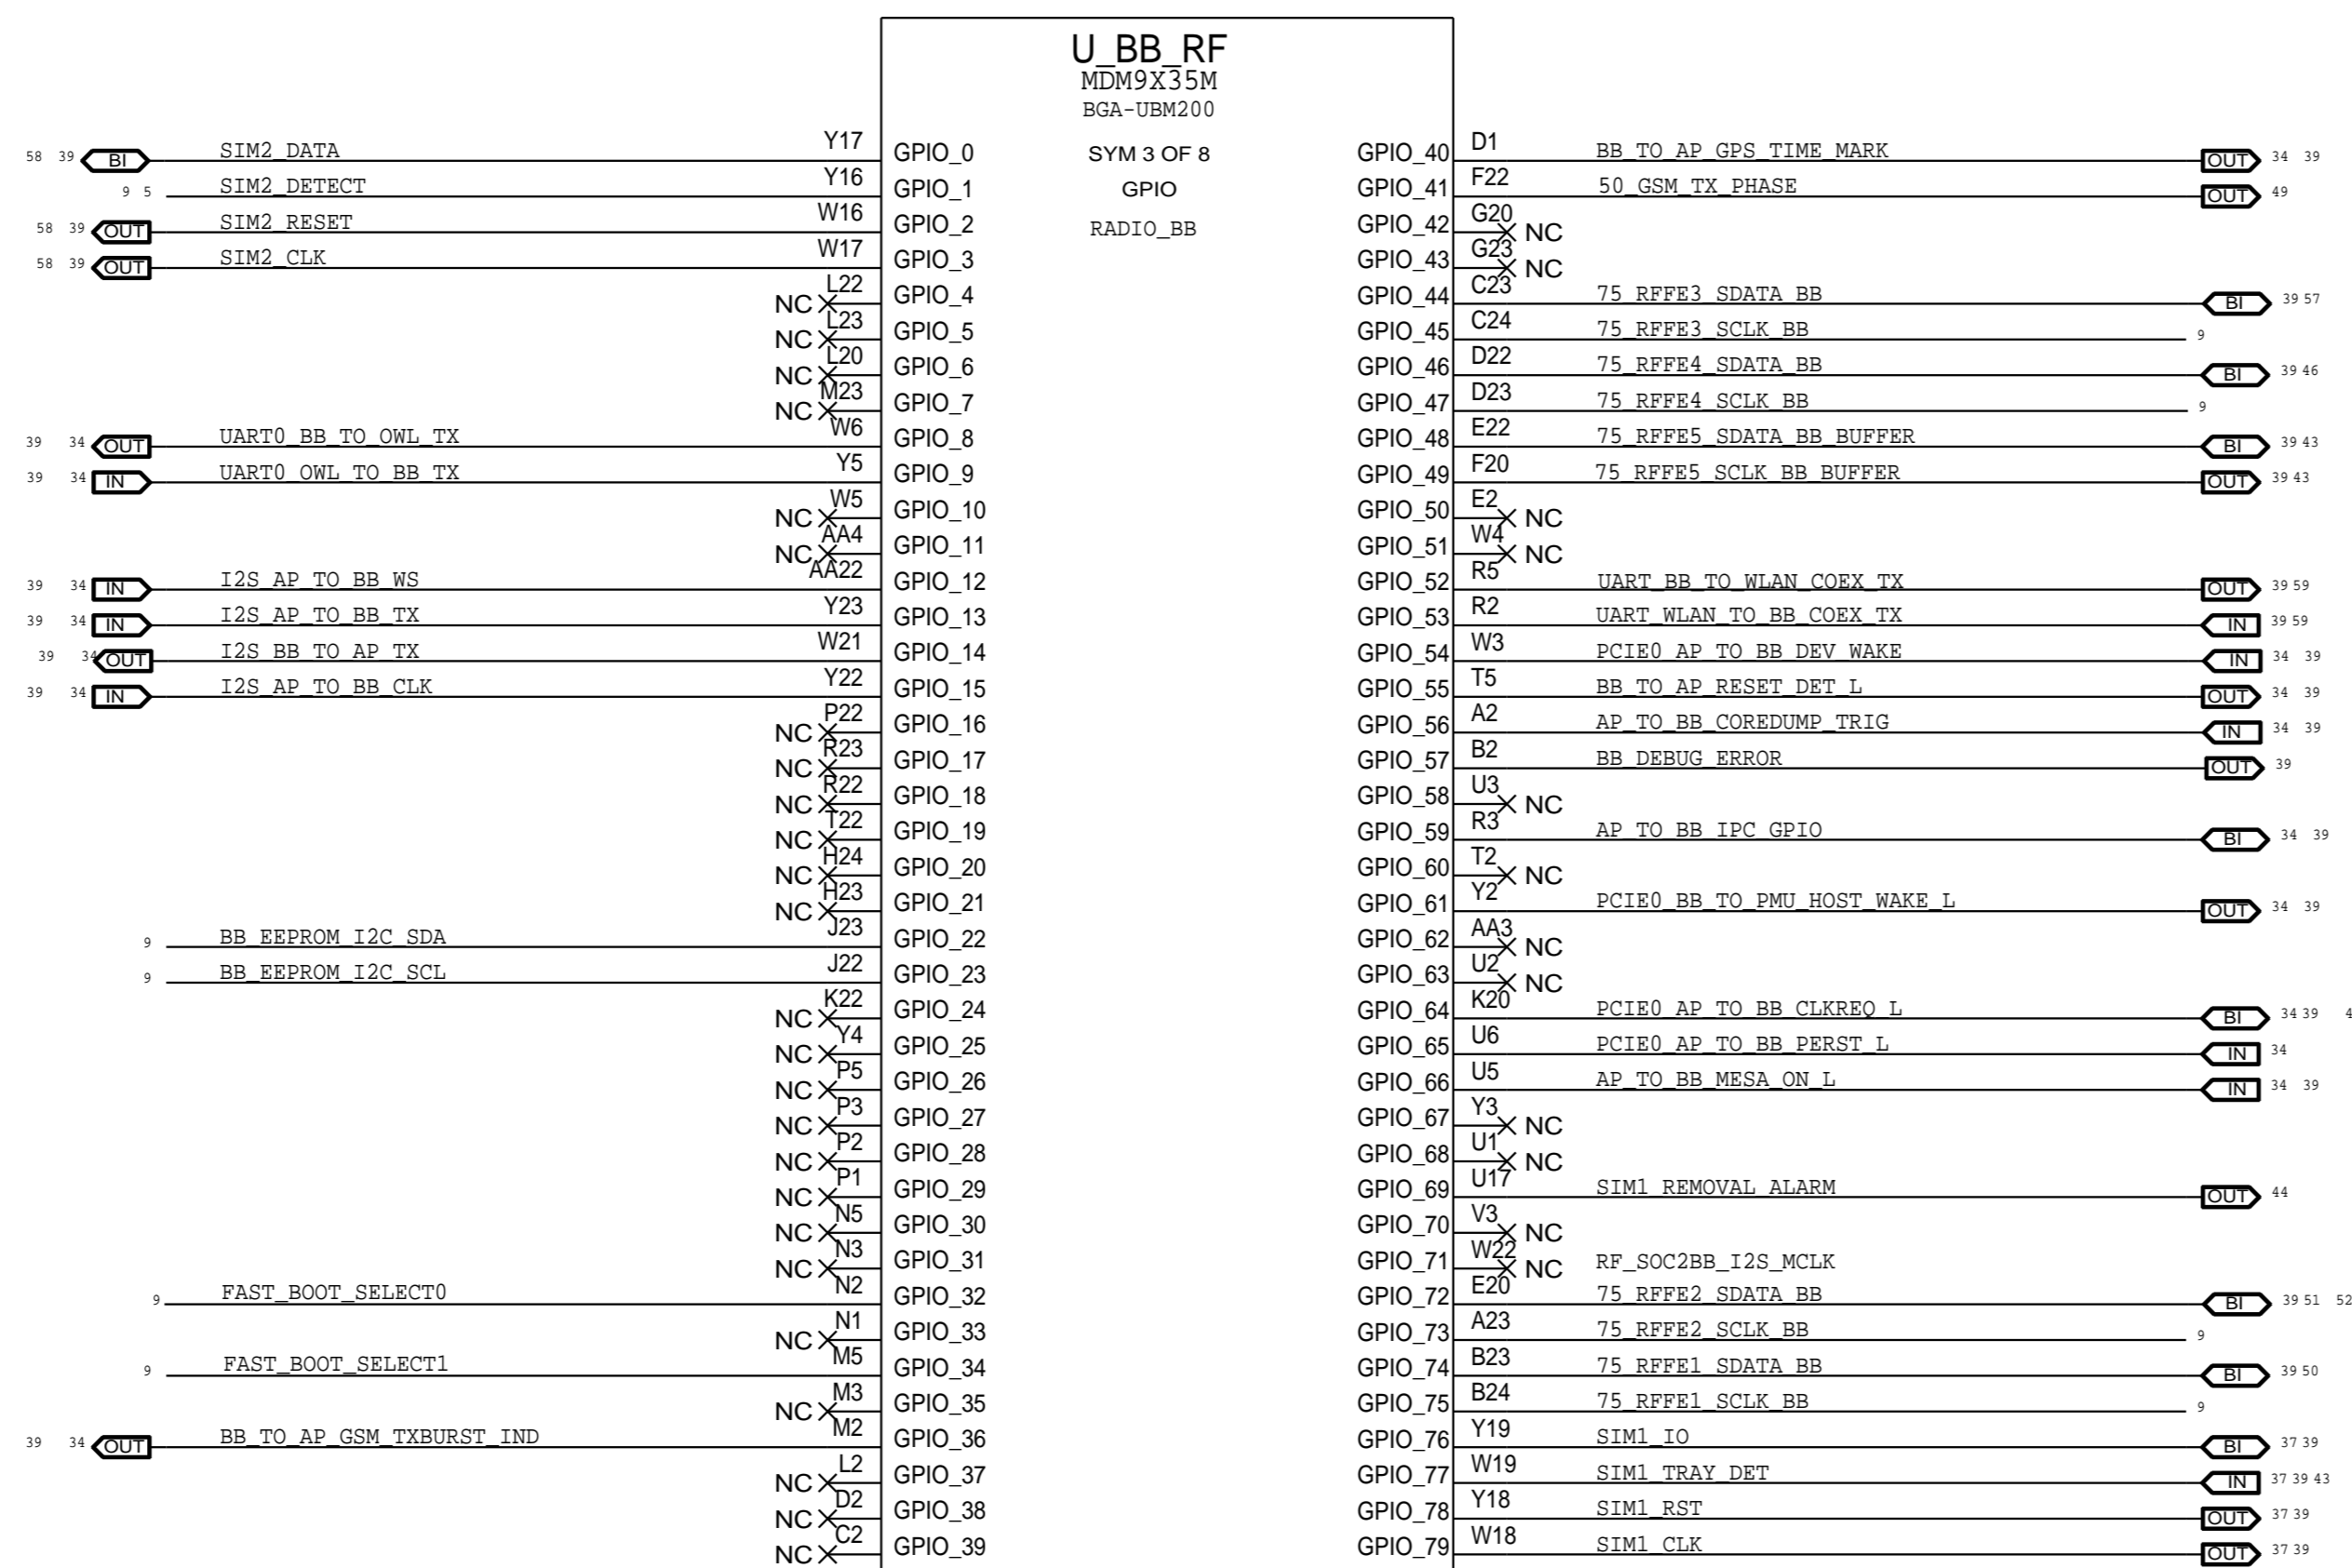 U_BB_RF
MDM9X35M
BGA-UBM200
SYM 3 OF 8
GPIO
RADIO_BB
58 39 BI SIM2_DATA Y17 GPIO_0 GPIO_40 D1 BB_TO_AP_GPS_TIME_MARK OUT 34 39
9 5 SIM2_DETECT Y16 GPIO_1 GPIO_41 F22 50_GSM_TX_PHASE OUT 49
58 39 OUT SIM2_RESET W16 GPIO_2 GPIO_42 G20 NC
58 39 OUT SIM2_CLK W17 GPIO_3 GPIO_43 G23 NC
NC L22 GPIO_4 GPIO_44 C23 75_RFFE3_SDATA_BB BI 39 57
NC L23 GPIO_5 GPIO_45 C24 75_RFFE3_SCLK_BB 9
NC L20 GPIO_6 GPIO_46 D22 75_RFFE4_SDATA_BB BI 39 46
NC M23 GPIO_7 GPIO_47 D23 75_RFFE4_SCLK_BB 9
39 34 OUT UART0_BB_TO_OWL_TX W6 GPIO_8 GPIO_48 E22 75_RFFE5_SDATA_BB_BUFFER BI 39 43
39 34 IN UART0_OWL_TO_BB_TX Y5 GPIO_9 GPIO_49 F20 75_RFFE5_SCLK_BB_BUFFER OUT 39 43
NC W5 GPIO_10 GPIO_50 E2 NC
NC AA4 GPIO_11 GPIO_51 W4 NC
39 34 IN I2S_AP_TO_BB_WS AA22 GPIO_12 GPIO_52 R5 UART_BB_TO_WLAN_COEX_TX OUT 39 59
39 34 IN I2S_AP_TO_BB_TX Y23 GPIO_13 GPIO_53 R2 UART_WLAN_TO_BB_COEX_TX IN 39 59
39 34 OUT I2S_BB_TO_AP_TX W21 GPIO_14 GPIO_54 W3 PCIE0_AP_TO_BB_DEV_WAKE IN 34 39
39 34 IN I2S_AP_TO_BB_CLK Y22 GPIO_15 GPIO_55 T5 BB_TO_AP_RESET_DET_L OUT 34 39
NC P22 GPIO_16 GPIO_56 A2 AP_TO_BB_COREDUMP_TRIG IN 34 39
NC R23 GPIO_17 GPIO_57 B2 BB_DEBUG_ERROR OUT 39
NC R22 GPIO_18 GPIO_58 U3 NC
NC T22 GPIO_19 GPIO_59 R3 AP_TO_BB_IPC_GPIO BI 34 39
NC H24 GPIO_20 GPIO_60 T2 NC
NC H23 GPIO_21 GPIO_61 Y2 PCIE0_BB_TO_PMU_HOST_WAKE_L OUT 34 39
9 BB_EEPROM_I2C_SDA J23 GPIO_22 GPIO_62 AA3 NC
9 BB_EEPROM_I2C_SCL J22 GPIO_23 GPIO_63 U2 NC
NC K22 GPIO_24 GPIO_64 K20 PCIE0_AP_TO_BB_CLKREQ_L BI 34 39 4
NC Y4 GPIO_25 GPIO_65 U6 PCIE0_AP_TO_BB_PERST_L IN 34
NC P5 GPIO_26 GPIO_66 U5 AP_TO_BB_MESA_ON_L IN 34 39
NC P3 GPIO_27 GPIO_67 Y3 NC
NC P2 GPIO_28 GPIO_68 U1 NC
NC P1 GPIO_29 GPIO_69 U17 SIM1_REMOVAL_ALARM OUT 44
NC N5 GPIO_30 GPIO_70 V3 NC
NC N3 GPIO_31 GPIO_71 W22 NC RF_SOC2BB_I2S_MCLK
9 FAST_BOOT_SELECT0 N2 GPIO_32 GPIO_72 E20 75_RFFE2_SDATA_BB BI 39 51 52
NC N1 GPIO_33 GPIO_73 A23 75_RFFE2_SCLK_BB 9
9 FAST_BOOT_SELECT1 M5 GPIO_34 GPIO_74 B23 75_RFFE1_SDATA_BB BI 39 50
NC M3 GPIO_35 GPIO_75 B24 75_RFFE1_SCLK_BB 9
39 34 OUT BB_TO_AP_GSM_TXBURST_IND M2 GPIO_36 GPIO_76 Y19 SIM1_IO BI 37 39
NC L2 GPIO_37 GPIO_77 W19 SIM1_TRAY_DET IN 37 39 43
NC D2 GPIO_38 GPIO_78 Y18 SIM1_RST OUT 37 39
NC C2 GPIO_39 GPIO_79 W18 SIM1_CLK OUT 37 39